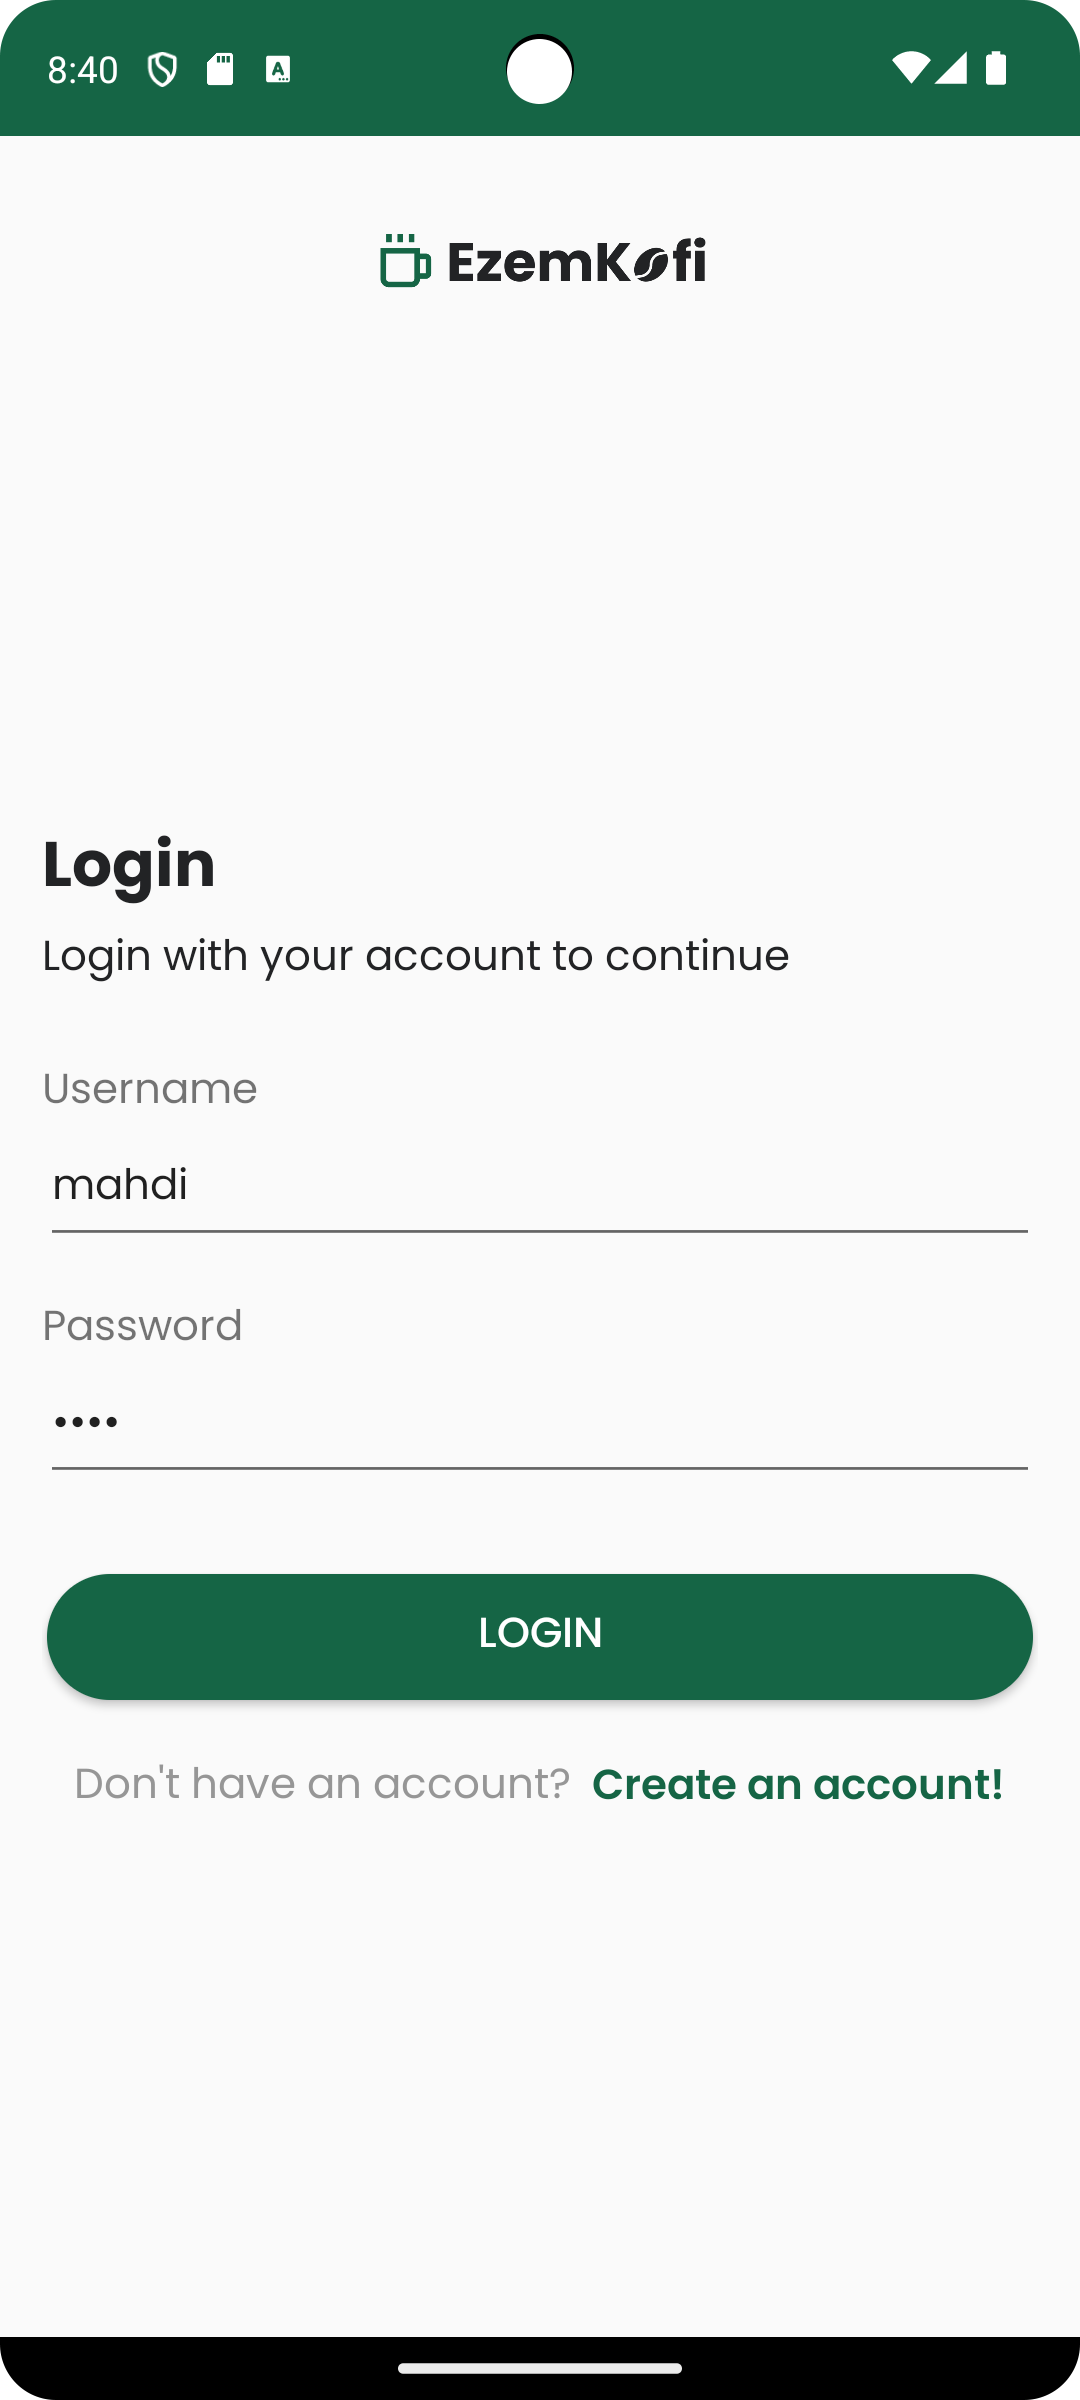 8:40
EzemKofi
Login
Login with your account to continue
Username
mahdi
Password
••••
LOGIN
Don't have an account? Create an account!